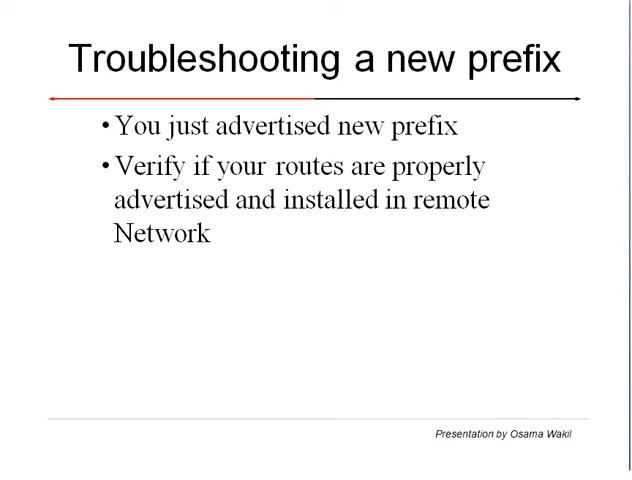 Troubleshooting a new prefix
• You just advertised new prefix
• Verify if your routes are properly
advertised and installed in remote
Network
Presentation by Osama Wakil